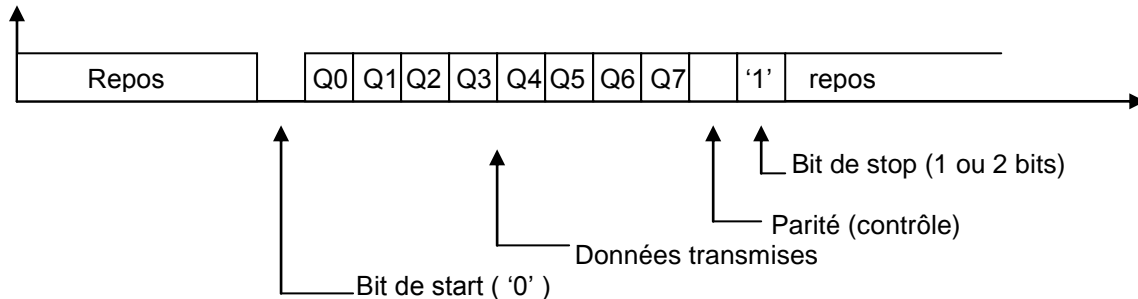 Repos Q0 Q1 Q2 Q3 Q4 Q5 Q6 Q7 ‘1’ repos
Bit de stop (1 ou 2 bits)
Parité (contrôle)
Données transmises
Bit de start ( ‘0’ )